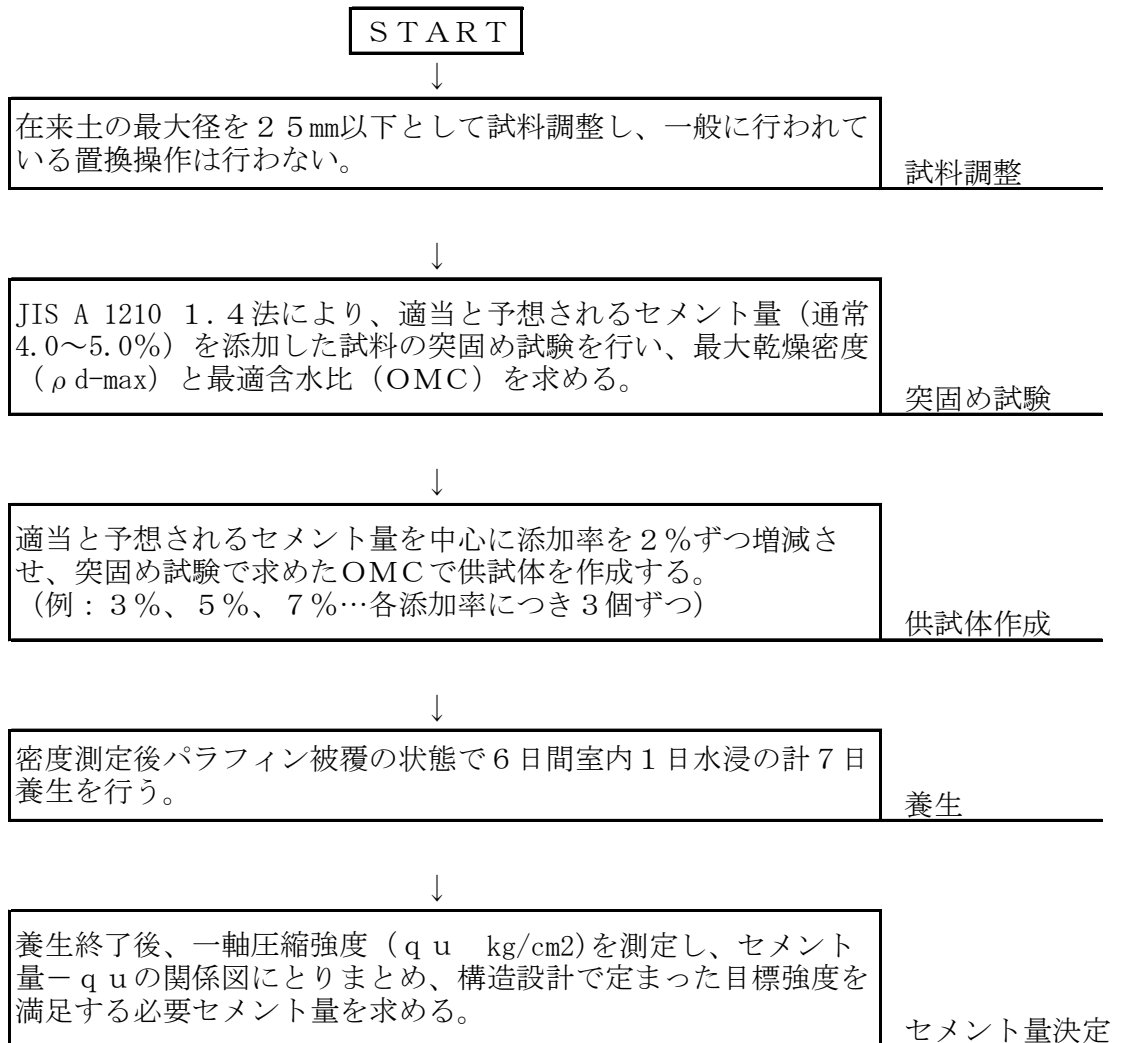 ＳＴＡＲＴ
↓
在来土の最大径を２５mm以下として試料調整し、一般に行われて
いる置換操作は行わない。
試料調整
↓
JIS A 1210 １.４法により、適当と予想されるセメント量（通常
4.0～5.0％）を添加した試料の突固め試験を行い、最大乾燥密度
（ρd-max）と最適含水比（ＯＭＣ）を求める。
突固め試験
↓
適当と予想されるセメント量を中心に添加率を２％ずつ増減さ
せ、突固め試験で求めたＯＭＣで供試体を作成する。
（例：３％、５％、７％…各添加率につき３個ずつ）
供試体作成
↓
密度測定後パラフィン被覆の状態で６日間室内１日水浸の計７日
養生を行う。
養生
↓
養生終了後、一軸圧縮強度（ｑｕ　kg/cm2)を測定し、セメント
量－ｑｕの関係図にとりまとめ、構造設計で定まった目標強度を
満足する必要セメント量を求める。
セメント量決定